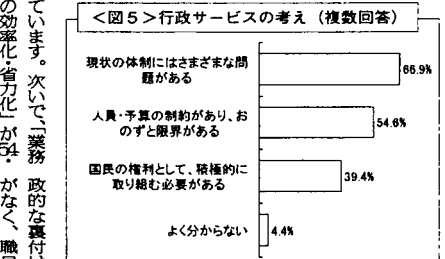 ＜図５＞行政サービスの考え（複数回答）
現状の体制にはさまざまな問
題がある
66.9%
人員・予算の制約があり、お
のずと限界がある
54.6%
国民の権利として、積極的に
取り組む必要がある
39.4%
よく分からない
4.4%
ています。次いで、「業務
の効率化・省力化」が54・
政的な裏付け
がなく、職員